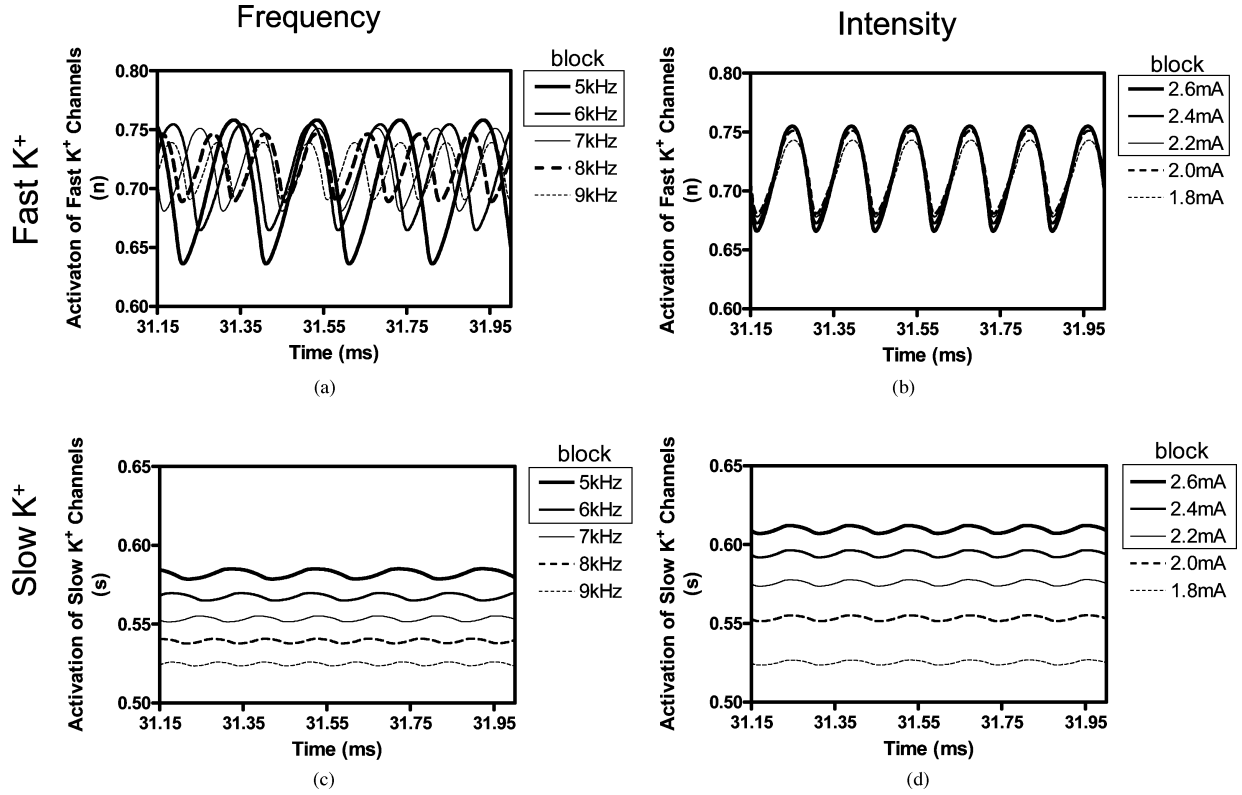 Frequency
Intensity
Fast K+
Activaton of Fast K+ Channels
(n)
0.80
0.75
0.70
0.65
0.60
31.15 31.35 31.55 31.75 31.95
Time (ms)
block
5kHz
6kHz
7kHz
8kHz
9kHz
(a)
Activation of Fast K+ Channels
(n)
0.80
0.75
0.70
0.65
0.60
31.15 31.35 31.55 31.75 31.95
Time (ms)
block
2.6mA
2.4mA
2.2mA
2.0mA
1.8mA
(b)
Slow K+
Activation of Slow K+ Channels
(s)
0.65
0.60
0.55
0.50
31.15 31.35 31.55 31.75 31.95
Time (ms)
block
5kHz
6kHz
7kHz
8kHz
9kHz
(c)
Activation of Slow K+ Channels
(s)
0.65
0.60
0.55
0.50
31.15 31.35 31.55 31.75 31.95
Time (ms)
block
2.6mA
2.4mA
2.2mA
2.0mA
1.8mA
(d)